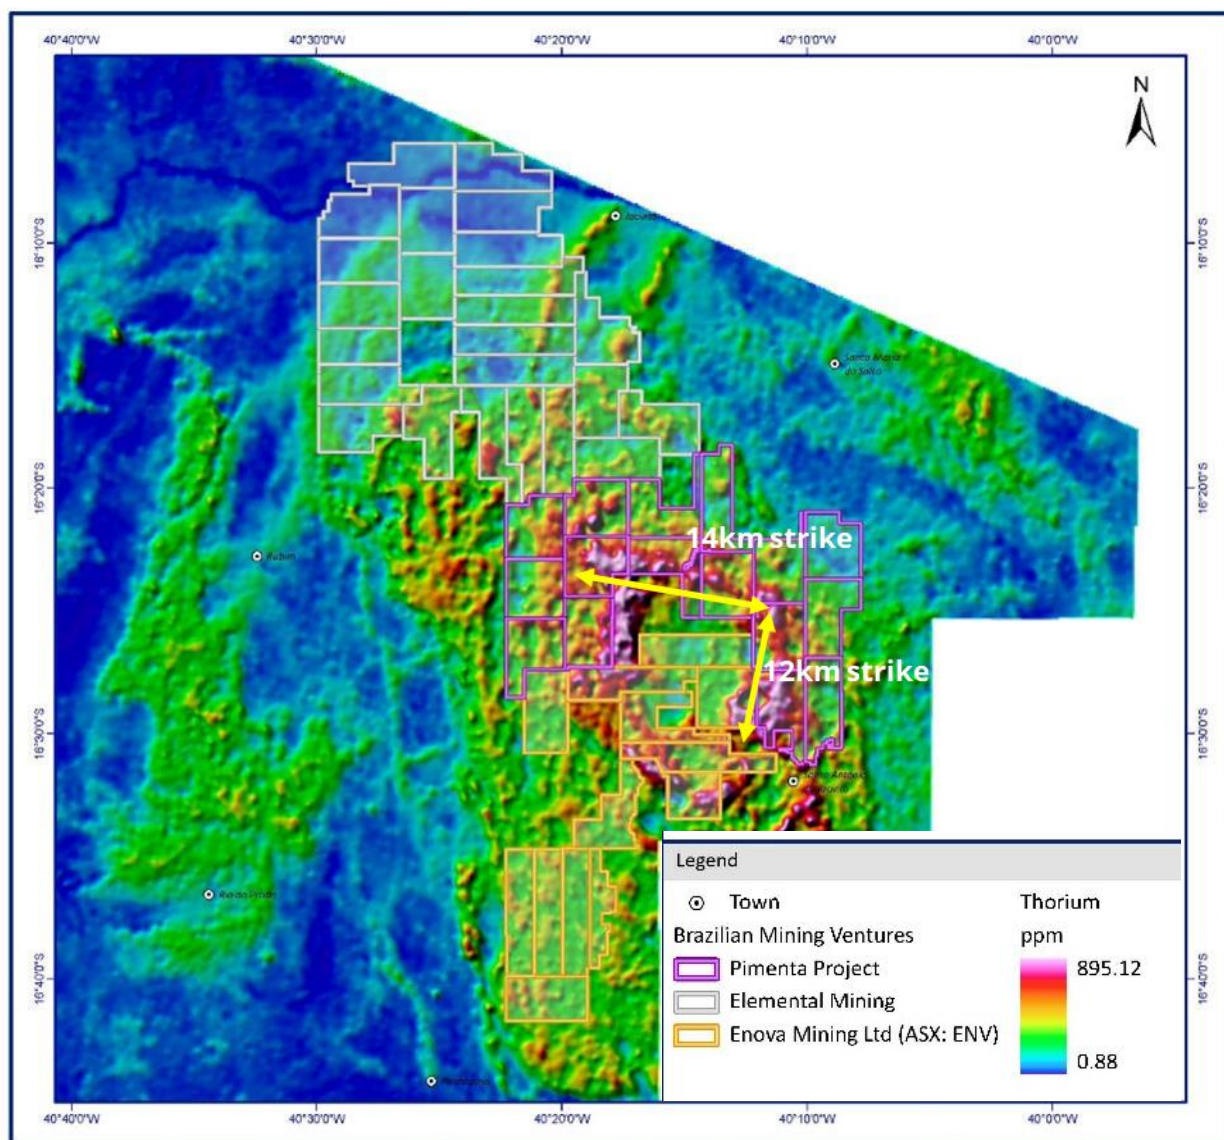 40°40'0"W 40°30'0"W 40°20'0"W 40°10'0"W 40°0'0"W
N
16°10'0"S 16°10'0"S
Santa Maria
do Salto
16°20'0"S 16°20'0"S
14km strike
Rubim
12km strike
16°30'0"S 16°30'0"S
Legend
Town
Thorium
Brazilian Mining Ventures
ppm
Pimenta Project
895.12
Elemental Mining
Enova Mining Ltd (ASX: ENV)
0.88
16°40'0"S 16°40'0"S
40°40'0"W 40°30'0"W 40°20'0"W 40°10'0"W 40°0'0"W